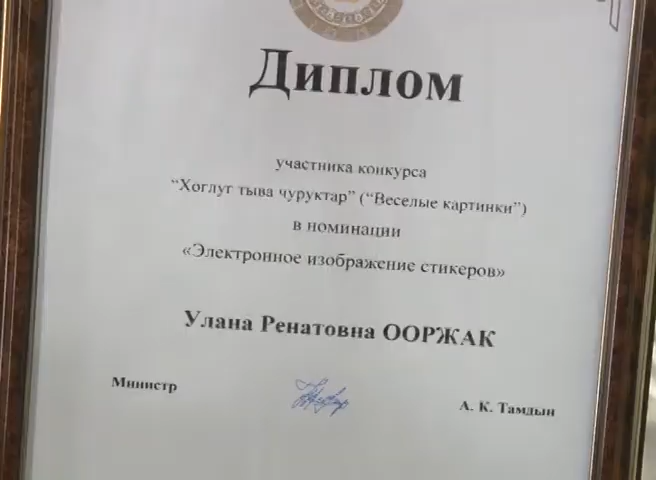 Диплом
участника конкурса
“Хоглуг тыва чуруктар” (“Веселые картинки”)
в номинации
«Электронное изображение стикеров»
Улана Ренатовна ООРЖАК
Министр
А. К. Тамдын